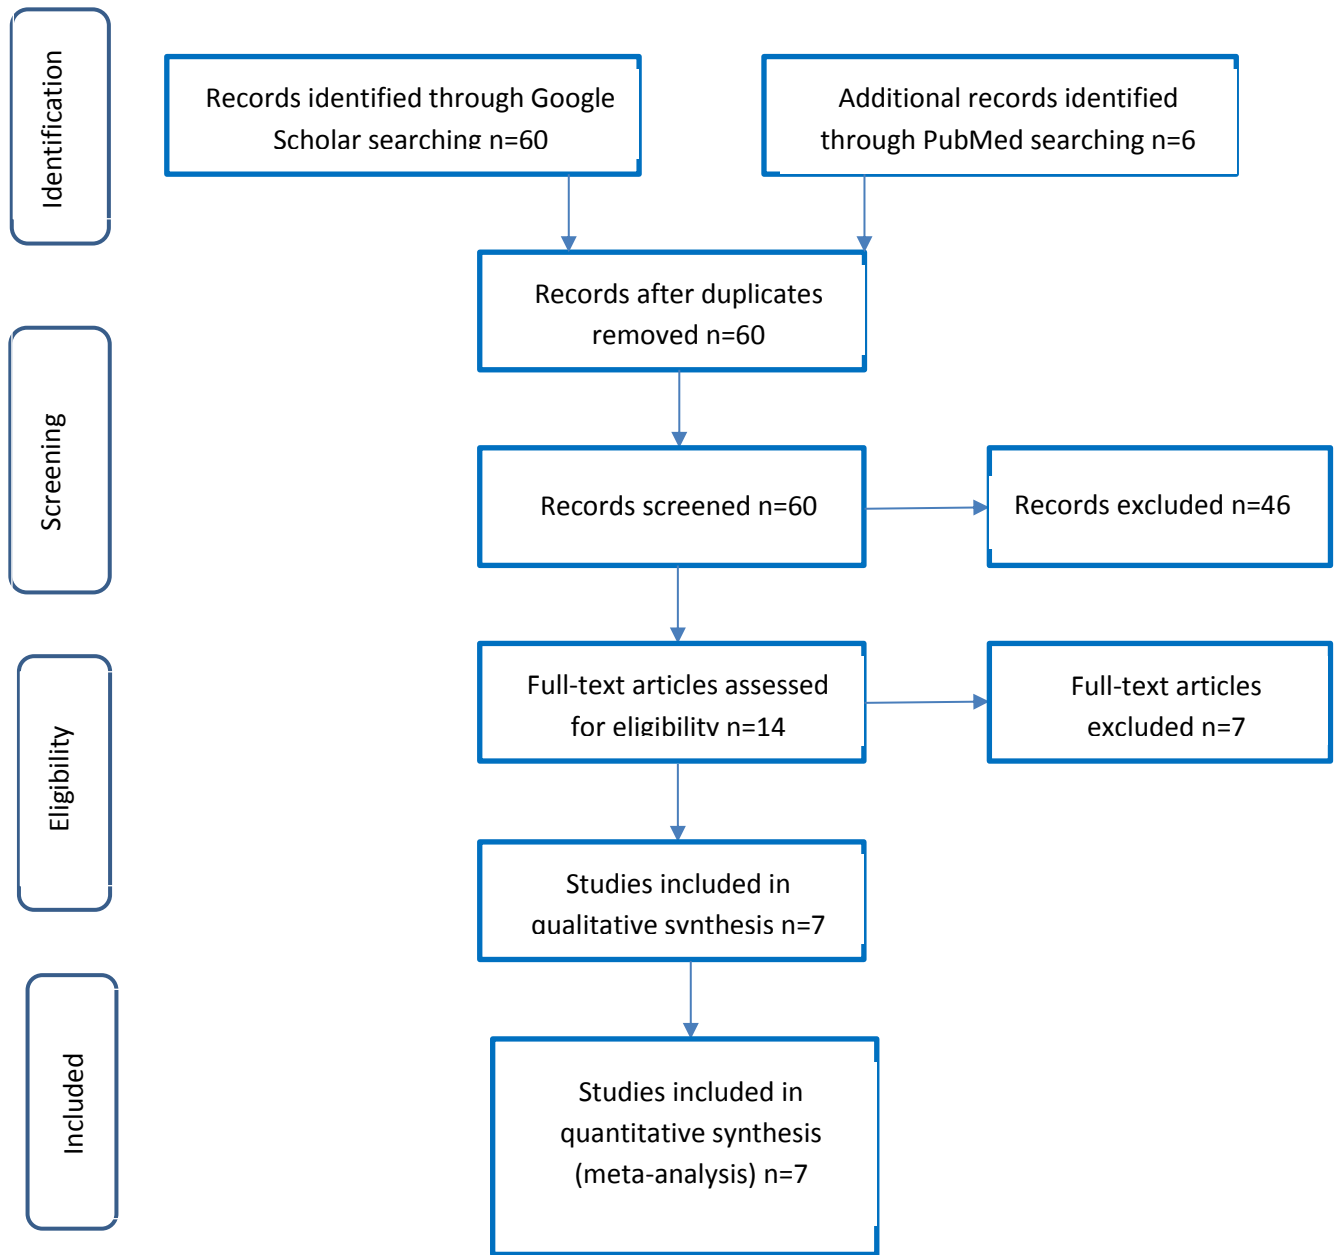 Identification
Records identified through Google
Scholar searching n=60
Additional records identified
through PubMed searching n=6
Records after duplicates
removed n=60
Screening
Records screened n=60
Records excluded n=46
Eligibility
Full-text articles assessed
for eligibility n=14
Full-text articles
excluded n=7
Studies included in
qualitative synthesis n=7
Included
Studies included in
quantitative synthesis
(meta-analysis) n=7